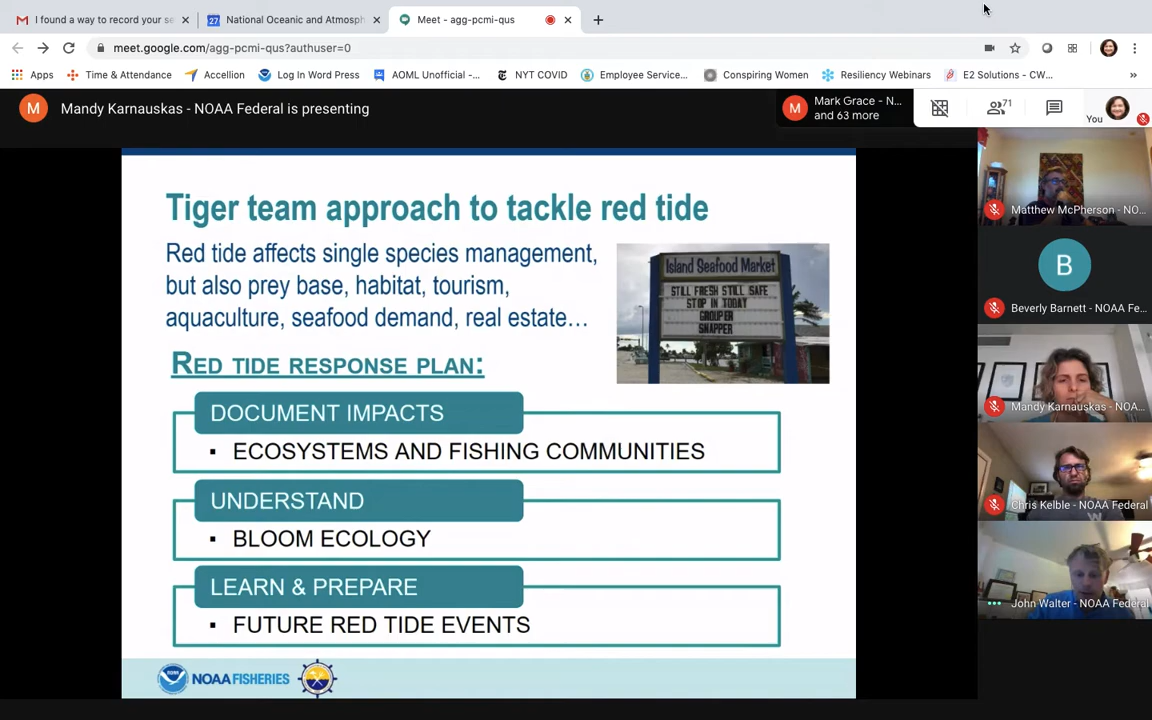 I found a way to record your se
National Oceanic and Atmosph
Meet - agg-pcmi-qus
meet.google.com/agg-pcmi-qus?authuser=0
Apps
Time & Attendance
Accellion
Log In Word Press
AOML Unofficial -...
NYT COVID
Employee Service...
Conspiring Women
Resiliency Webinars
E2 Solutions - CW...
»
M
Mandy Karnauskas - NOAA Federal is presenting
M
Mark Grace - N...
and 63 more
71
You
Tiger team approach to tackle red tide
Red tide affects single species management,
but also prey base, habitat, tourism,
aquaculture, seafood demand, real estate...
Island Seafood Market
STILL FRESH STILL SAFE
STOP IN TODAY
GROUPER
SNAPPER
RED TIDE RESPONSE PLAN:
DOCUMENT IMPACTS
▪ ECOSYSTEMS AND FISHING COMMUNITIES
UNDERSTAND
▪ BLOOM ECOLOGY
LEARN & PREPARE
▪ FUTURE RED TIDE EVENTS
NOAA FISHERIES
Matthew McPherson - NO...
B
Beverly Barnett - NOAA Fe...
Mandy Karnauskas - NOA...
Chris Kelble - NOAA Federal
John Walter - NOAA Federal